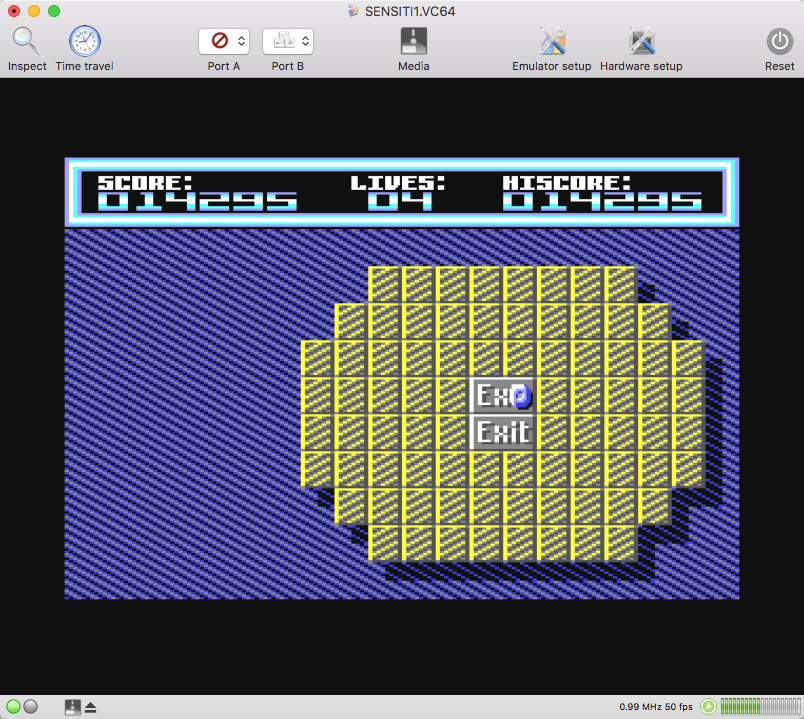 SENSITI1.VC64
Inspect Time travel Port A Port B Media Emulator setup Hardware setup Reset
SCORE: LIVES: HISCORE:
014295 04 014295
Exit
0.99 MHz 50 fps